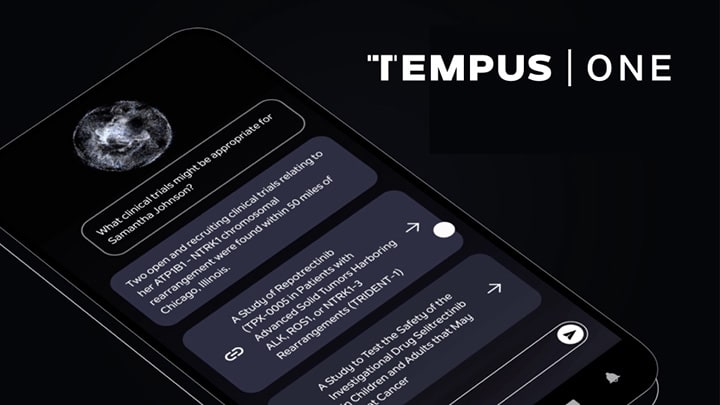 TEMPUS | ONE
What clinical trials might be appropriate for
Samantha Johnson?
Two open and recruiting clinical trials relating to
her ATP1B1 - NTRK1 chromosomal
rearrangement were found within 50 miles of
Chicago, Illinois.
A Study of Repotrectinib
(TPX-0005 in Patients with
Advanced Solid Tumors Harboring
ALK, ROS1, or NTRK1-3
Rearrangements (TRIDENT-1)
A Study to Test the Safety of the
Investigational Drug Selitrectinib
in Children and Adults that May
at Cancer